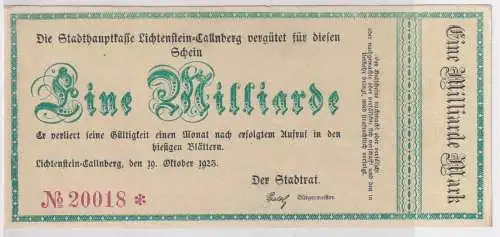 Die Stadthauptkasse Lichtenstein-Callnberg vergütet für diesen
Schein
Eine Milliarde
Er verliert seine Gültigkeit einen Monat nach erfolgtem Aufruf in den
hiesigen Blättern.
Lichtenstein-Callnberg, den 19. Oktober 1923.
Der Stadtrat.
Bürgermeister.
№ 20018 *
Eine Milliarde Mark